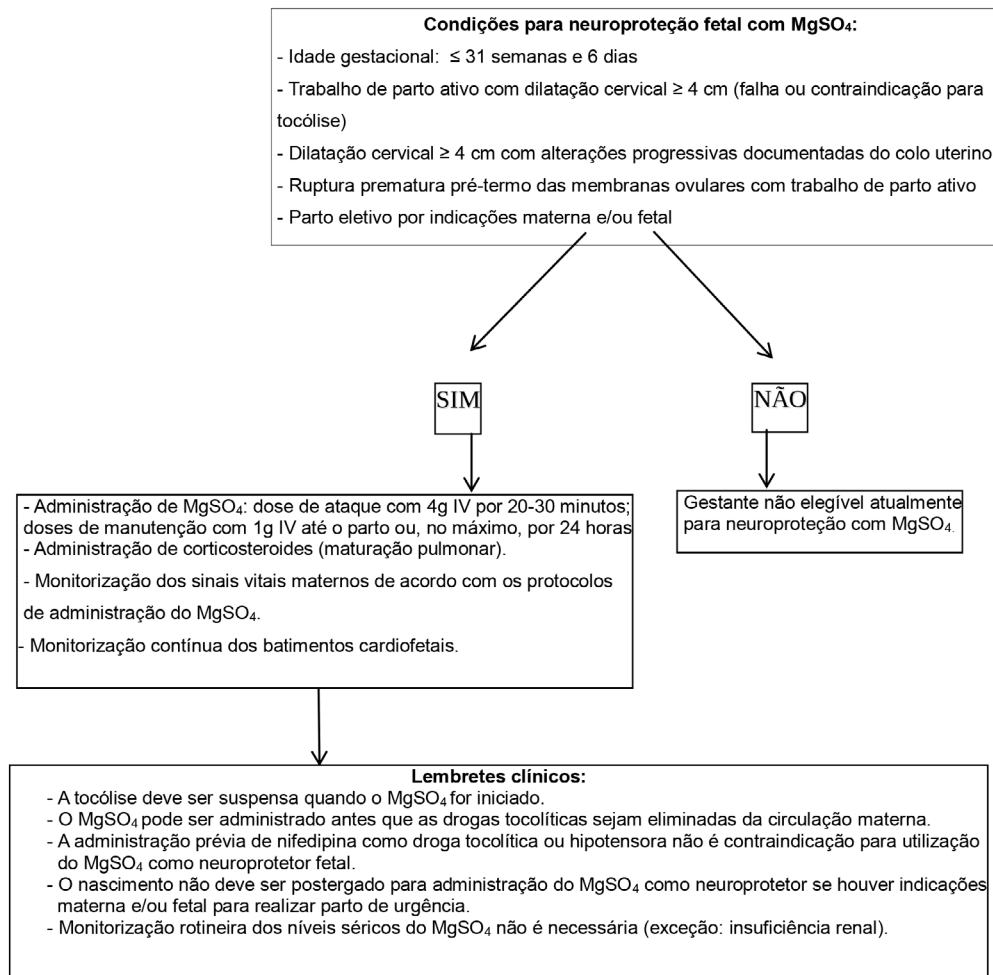 Condições para neuroproteção fetal com MgSO₄:
- Idade gestacional: ≤ 31 semanas e 6 dias
- Trabalho de parto ativo com dilatação cervical ≥ 4 cm (falha ou contraindicação para
tocólise)
- Dilatação cervical ≥ 4 cm com alterações progressivas documentadas do colo uterino
- Ruptura prematura pré-termo das membranas ovulares com trabalho de parto ativo
- Parto eletivo por indicações materna e/ou fetal
SIM
NÃO
- Administração de MgSO₄: dose de ataque com 4g IV por 20-30 minutos;
doses de manutenção com 1g IV até o parto ou, no máximo, por 24 horas
- Administração de corticosteroides (maturação pulmonar).
- Monitorização dos sinais vitais maternos de acordo com os protocolos
de administração do MgSO₄.
- Monitorização contínua dos batimentos cardiofetais.
Gestante não elegível atualmente
para neuroproteção com MgSO₄.
Lembretes clínicos:
- A tocólise deve ser suspensa quando o MgSO₄ for iniciado.
- O MgSO₄ pode ser administrado antes que as drogas tocolíticas sejam eliminadas da circulação materna.
- A administração prévia de nifedipina como droga tocolítica ou hipotensora não é contraindicação para utilização
do MgSO₄ como neuroprotetor fetal.
- O nascimento não deve ser postergado para administração do MgSO₄ como neuroprotetor se houver indicações
materna e/ou fetal para realizar parto de urgência.
- Monitorização rotineira dos níveis séricos do MgSO₄ não é necessária (exceção: insuficiência renal).